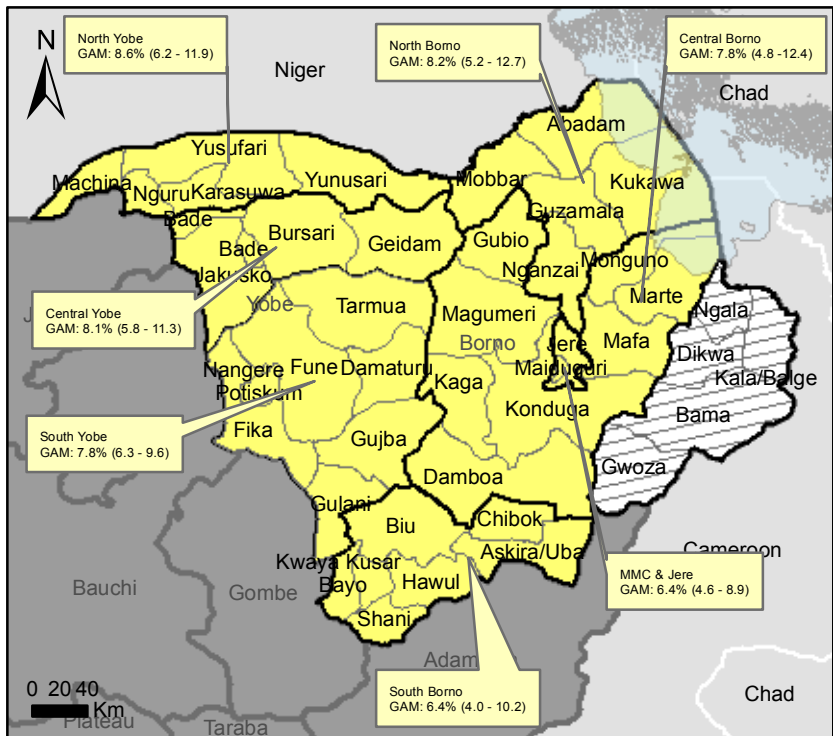 North Yobe
GAM: 8.6% (6.2 - 11.9)
North Borno
GAM: 8.2% (5.2 - 12.7)
Central Borno
GAM: 7.8% (4.8 -12.4)
N
Niger
Chad
Abadam
Yusufari
Machina
Nguru
Karasuwa
Yunusari
Mobbar
Kukawa
Guzamala
Bade
Bursari
Geidam
Gubio
Bade
Nganzai
Monguno
Jakusko
Yobe
Tarmua
Magumeri
Marte
Ngala
Central Yobe
GAM: 8.1% (5.8 - 11.3)
Borno
Jere
Mafa
Dikwa
Nangere
Fune
Damaturu
Maiduguri
Kala/Balge
Potiskum
Kaga
Konduga
Bama
South Yobe
GAM: 7.8% (6.3 - 9.6)
Fika
Gujba
Gwoza
Damboa
Gulani
Biu
Chibok
Askira/Uba
Cameroon
Kwaya Kusar
Bauchi
Gombe
Bayo
Hawul
MMC & Jere
GAM: 6.4% (4.6 - 8.9)
Shani
Adam
South Borno
GAM: 6.4% (4.0 - 10.2)
0 20 40
Km
Chad
Plateau
Taraba